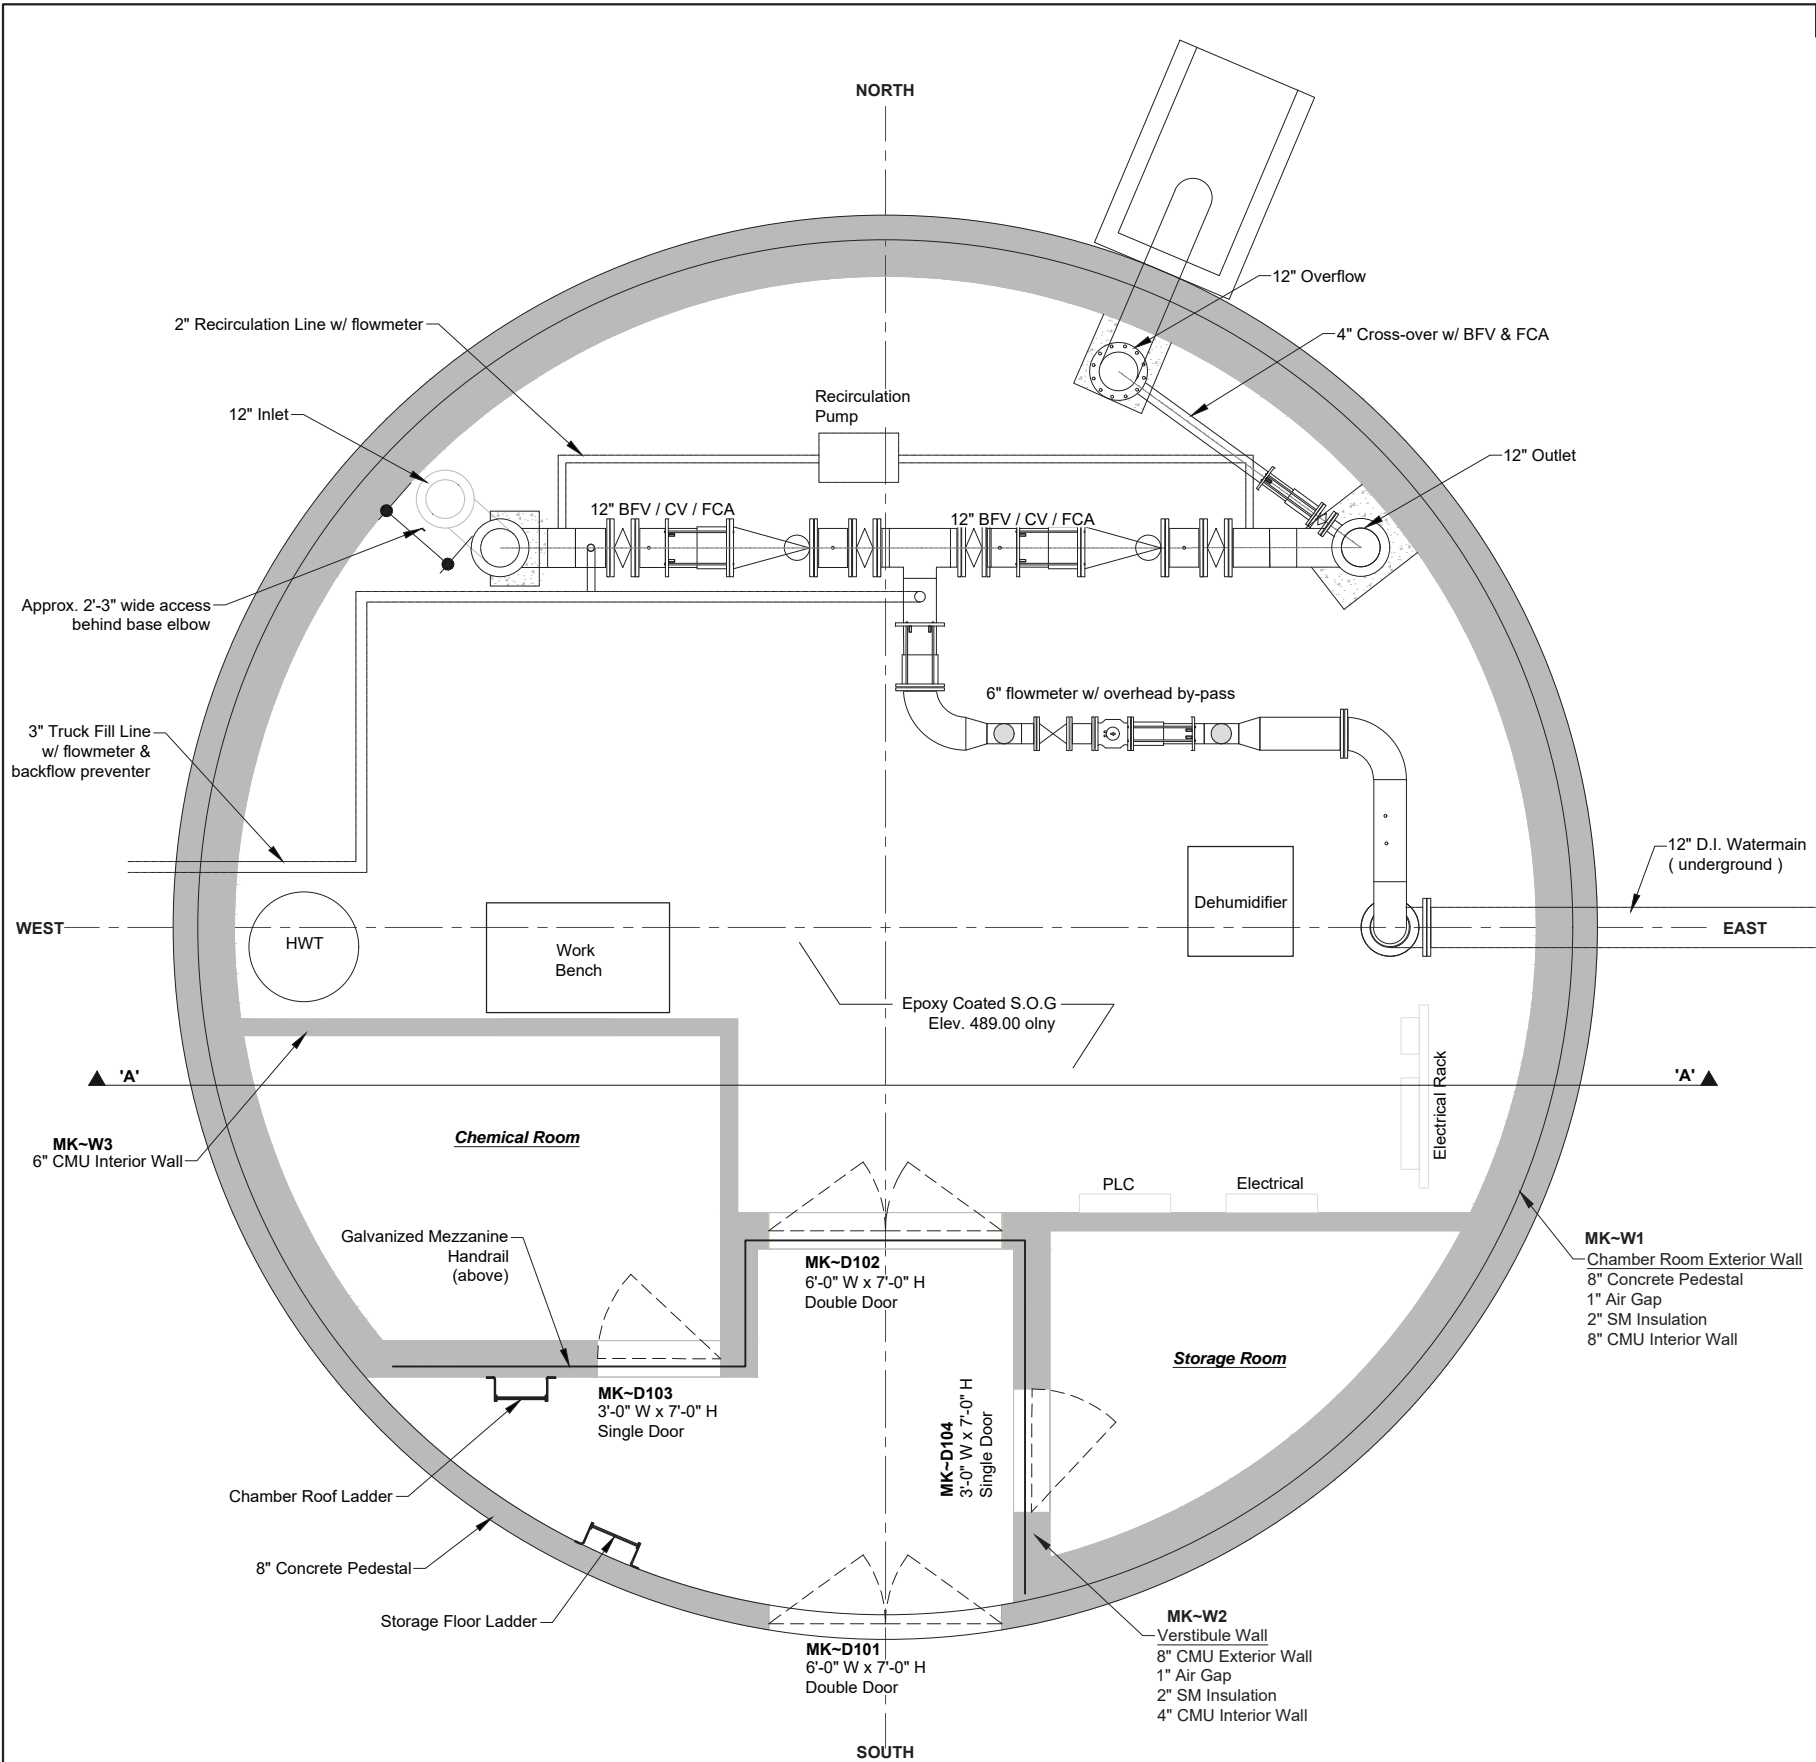 NORTH
12" Overflow
2" Recirculation Line w/ flowmeter
4" Cross-over w/ BFV & FCA
Recirculation
Pump
12" Inlet
12" Outlet
12" BFV / CV / FCA
12" BFV / CV / FCA
Approx. 2'-3" wide access
behind base elbow
6" flowmeter w/ overhead by-pass
3" Truck Fill Line
w/ flowmeter &
backflow preventer
12" D.I. Watermain
( underground )
Dehumidifier
WEST
EAST
HWT
Work
Bench
Epoxy Coated S.O.G
Elev. 489.00 olny
Electrical Rack
'A'
'A'
Chemical Room
MK~W3
6" CMU Interior Wall
PLC
Electrical
Galvanized Mezzanine
Handrail
(above)
MK~D102
6'-0" W x 7'-0" H
Double Door
MK~W1
Chamber Room Exterior Wall
8" Concrete Pedestal
1" Air Gap
2" SM Insulation
8" CMU Interior Wall
Storage Room
MK~D103
3'-0" W x 7'-0" H
Single Door
MK~D104
3'-0" W x 7'-0" H
Single Door
Chamber Roof Ladder
8" Concrete Pedestal
Storage Floor Ladder
MK~D101
6'-0" W x 7'-0" H
Double Door
MK~W2
Verstibule Wall
8" CMU Exterior Wall
1" Air Gap
2" SM Insulation
4" CMU Interior Wall
SOUTH